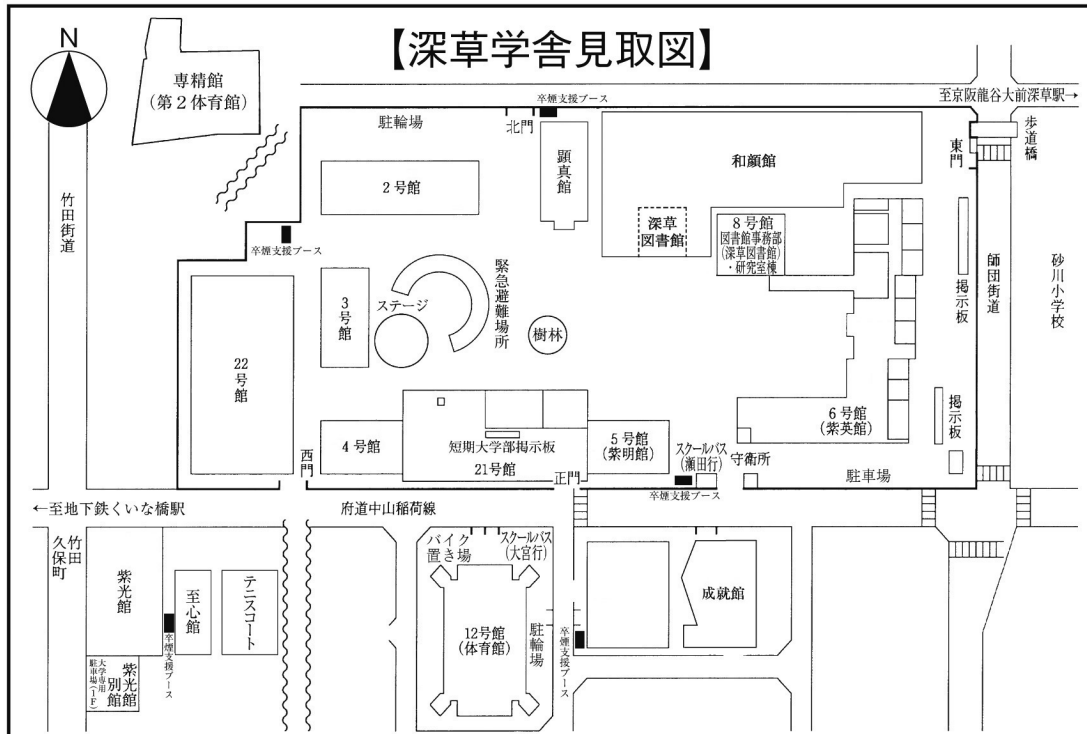 【深草学舎見取図】
N
専精館
(第2体育館)
卒煙支援ブース
至京阪龍谷大前深草駅→
駐輪場
北門
歩道橋
東門
顕真館
和顔館
2号館
竹田街道
深草
図書館
8号館
図書館事務部
(深草図書館)
・研究室棟
卒煙支援ブース
緊急避難場所
ステージ
3号館
樹林
掲示板
師団街道
砂川小学校
22号館
掲示板
6号館
(紫英館)
4号館
短期大学部掲示板
21号館
5号館
(紫明館)
スクールバス
(瀬田行)
守衛所
西門
正門
駐車場
卒煙支援ブース
←至地下鉄くいな橋駅
府道中山稲荷線
竹田
久保町
紫光館
至心館
テニスコート
バイク
置き場
スクールバス
(大宮行)
成就館
12号館
(体育館)
駐輪場
卒煙支援ブース
卒煙支援ブース
紫光館
別館
大学専用
駐車場(1F)